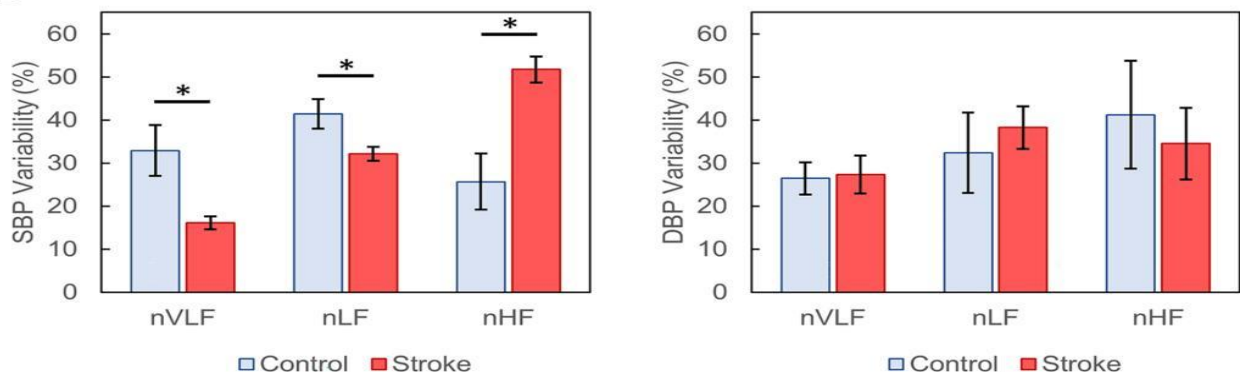 SBP Variability (%)
60
50
40
30
20
10
0
*
*
*
nVLF nLF nHF
Control Stroke
DBP Variability (%)
60
50
40
30
20
10
0
nVLF nLF nHF
Control Stroke